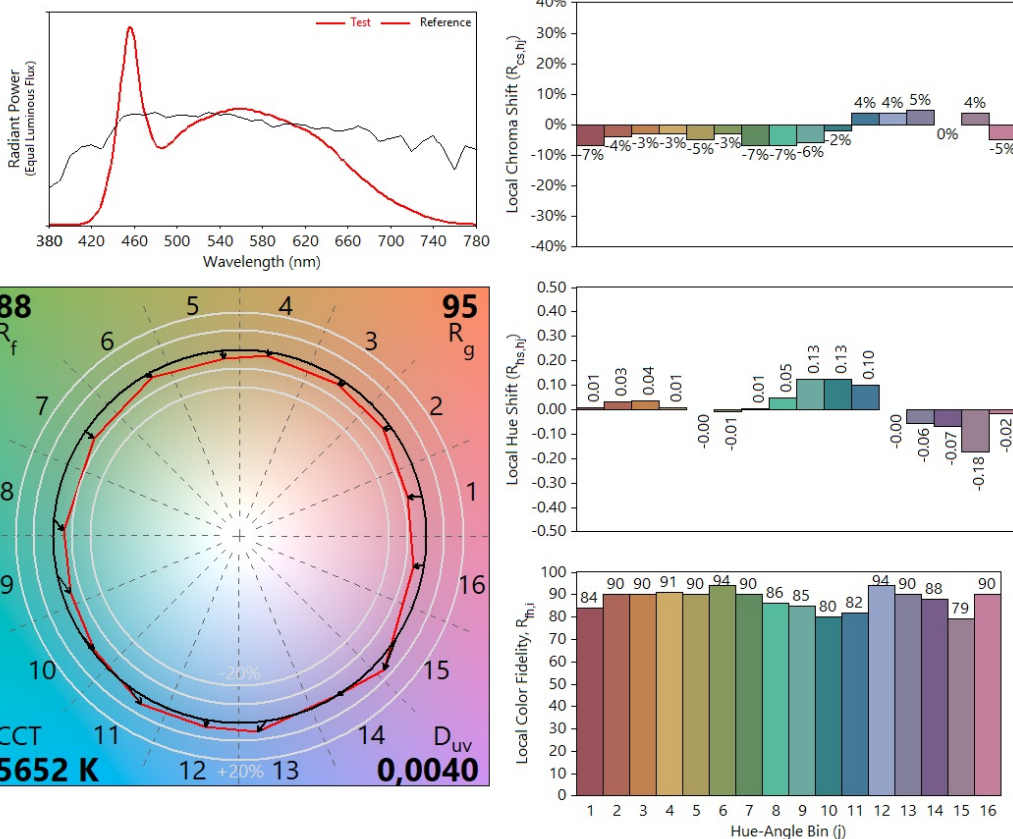 Test
Reference
Radiant Power
(Equal Luminous Flux)
380 420 460 500 540 580 620 660 700 740 780
Wavelength (nm)
40%
30%
20%
10%
0%
-10%
-20%
-30%
-40%
Local Chroma Shift (Rcs,hj)
-7% -4% -3% -3% -5% -3% -7% -7% -6% -2% 4% 4% 5% 0% 4% -5%
88
Rf
95
Rg
1
2
3
4
5
6
7
8
9
10
11
12
13
14
15
16
-20%
+20%
CCT
5652 K
Duv
0,0040
0.50
0.40
0.30
0.20
0.10
0.00
-0.10
-0.20
-0.30
-0.40
-0.50
Local Hue Shift (Rhs,hj)
0.01 0.03 0.04 0.01 -0.00 -0.01 0.01 0.05 0.13 0.13 0.10 -0.00 -0.06 -0.07 -0.18 -0.02
100
90
80
70
60
50
40
30
20
10
0
Local Color Fidelity, Rfh,i
84 90 90 91 90 94 90 86 85 80 82 94 90 88 79 90
1 2 3 4 5 6 7 8 9 10 11 12 13 14 15 16
Hue-Angle Bin (j)